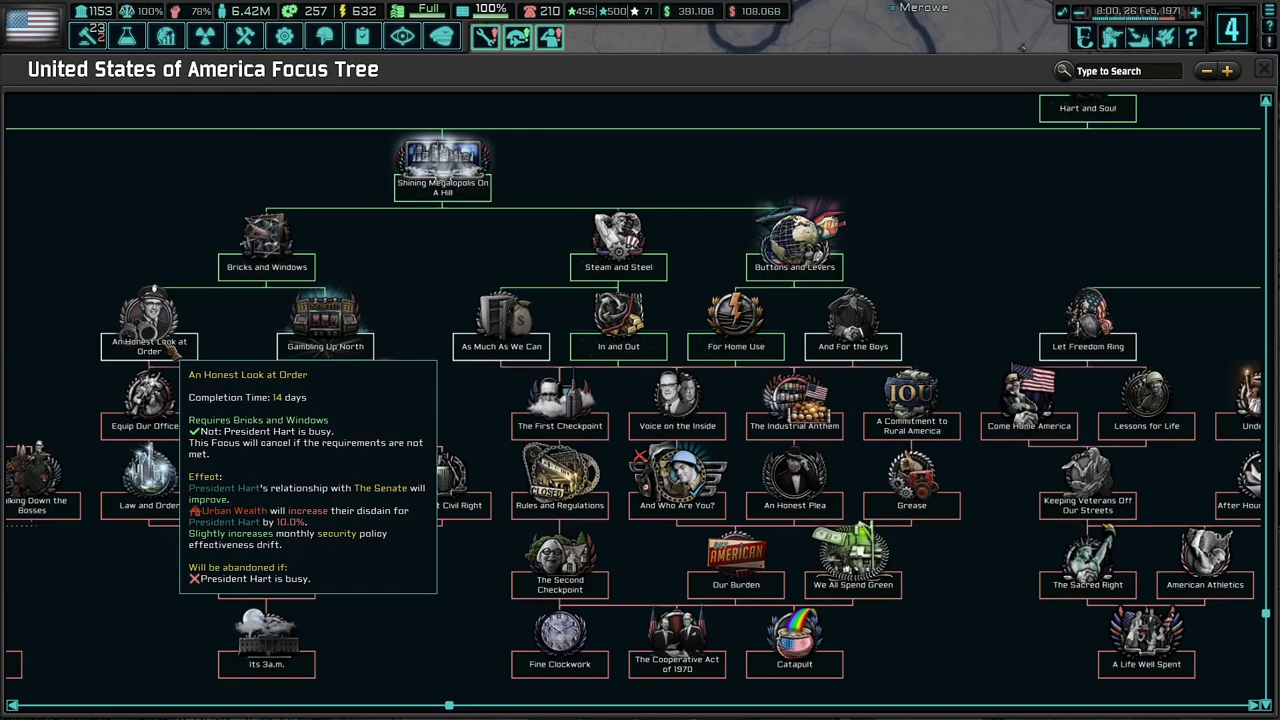 1153
100%
78%
6.42M
257
632
Full
100%
210
456
500
71
391.10B
108.06B
Merowe
8:00, 26 Feb, 1971
4
United States of America Focus Tree
Type to Search
Hart and Soul
Shining Megalopolis On
A Hill
Bricks and Windows
Steam and Steel
Buttons and Levers
An Honest Look at
Order
Gambling Up North
As Much As We Can
In and Out
For Home Use
And For the Boys
Let Freedom Ring
An Honest Look at Order
Completion Time: 14 days
Requires Bricks and Windows
Not: President Hart is busy.
This Focus will cancel if the requirements are not
met.
Effect:
President Hart's relationship with The Senate will
improve.
Urban Wealth will increase their disdain for
President Hart by 10.0%.
Slightly increases monthly security policy
effectiveness drift.
Will be abandoned if:
President Hart is busy.
Equip Our Office
The First Checkpoint
Voice on the Inside
The Industrial Anthem
A Commitment to
Rural America
Come Home America
Lessons for Life
Unde
lking Down the
Bosses
Law and Order
t Civil Right
Rules and Regulations
And Who Are You?
An Honest Plea
Grease
Keeping Veterans Off
Our Streets
After Hour
The Second
Checkpoint
Our Burden
We All Spend Green
The Sacred Right
American Athletics
Its 3a.m.
Fine Clockwork
The Cooperative Act
of 1970
Catapult
A Life Well Spent